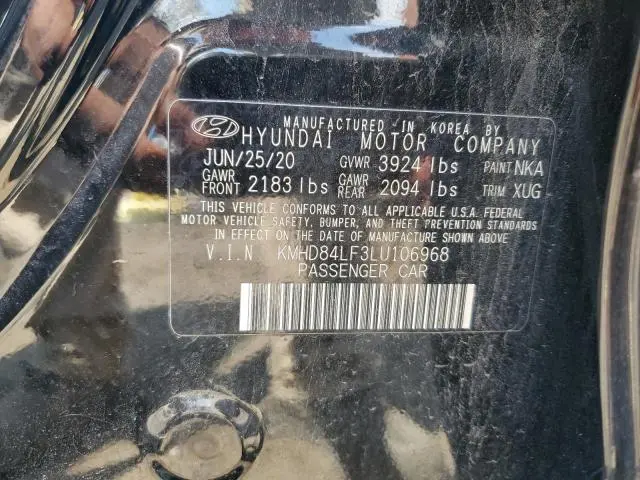 MANUFACTURED IN KOREA BY
HYUNDAI MOTOR COMPANY
JUN/25/20 GVWR 3924 lbs PAINT NKA
GAWR FRONT 2183 lbs GAWR REAR 2094 lbs TRIM XUG
THIS VEHICLE CONFORMS TO ALL APPLICABLE U.S.A. FEDERAL
MOTOR VEHICLE SAFETY, BUMPER, AND THEFT PREVENTION STANDARDS
IN EFFECT ON THE DATE OF MANUFACTURE SHOWN ABOVE
V.I.N KMHD84LF3LU106968
PASSENGER CAR